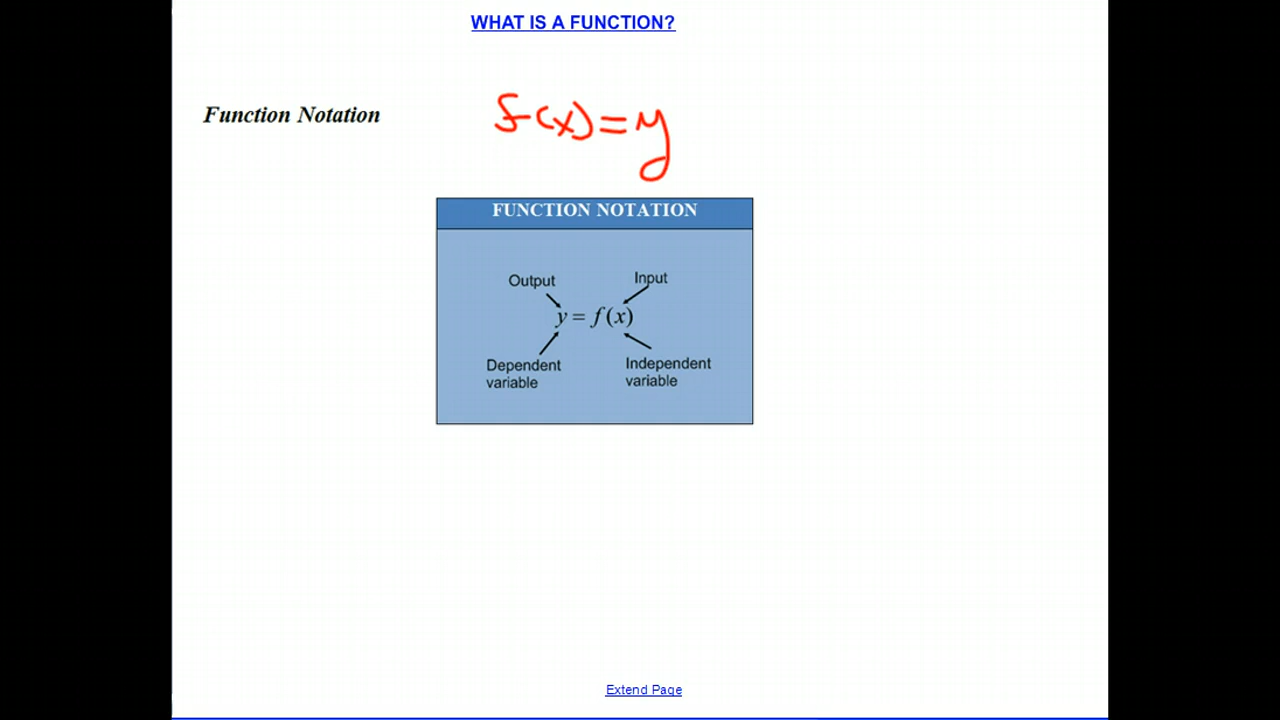 WHAT IS A FUNCTION?
Function Notation
f(x)=y
FUNCTION NOTATION
Output Input
y = f(x)
Dependent variable
Independent variable
Extend Page